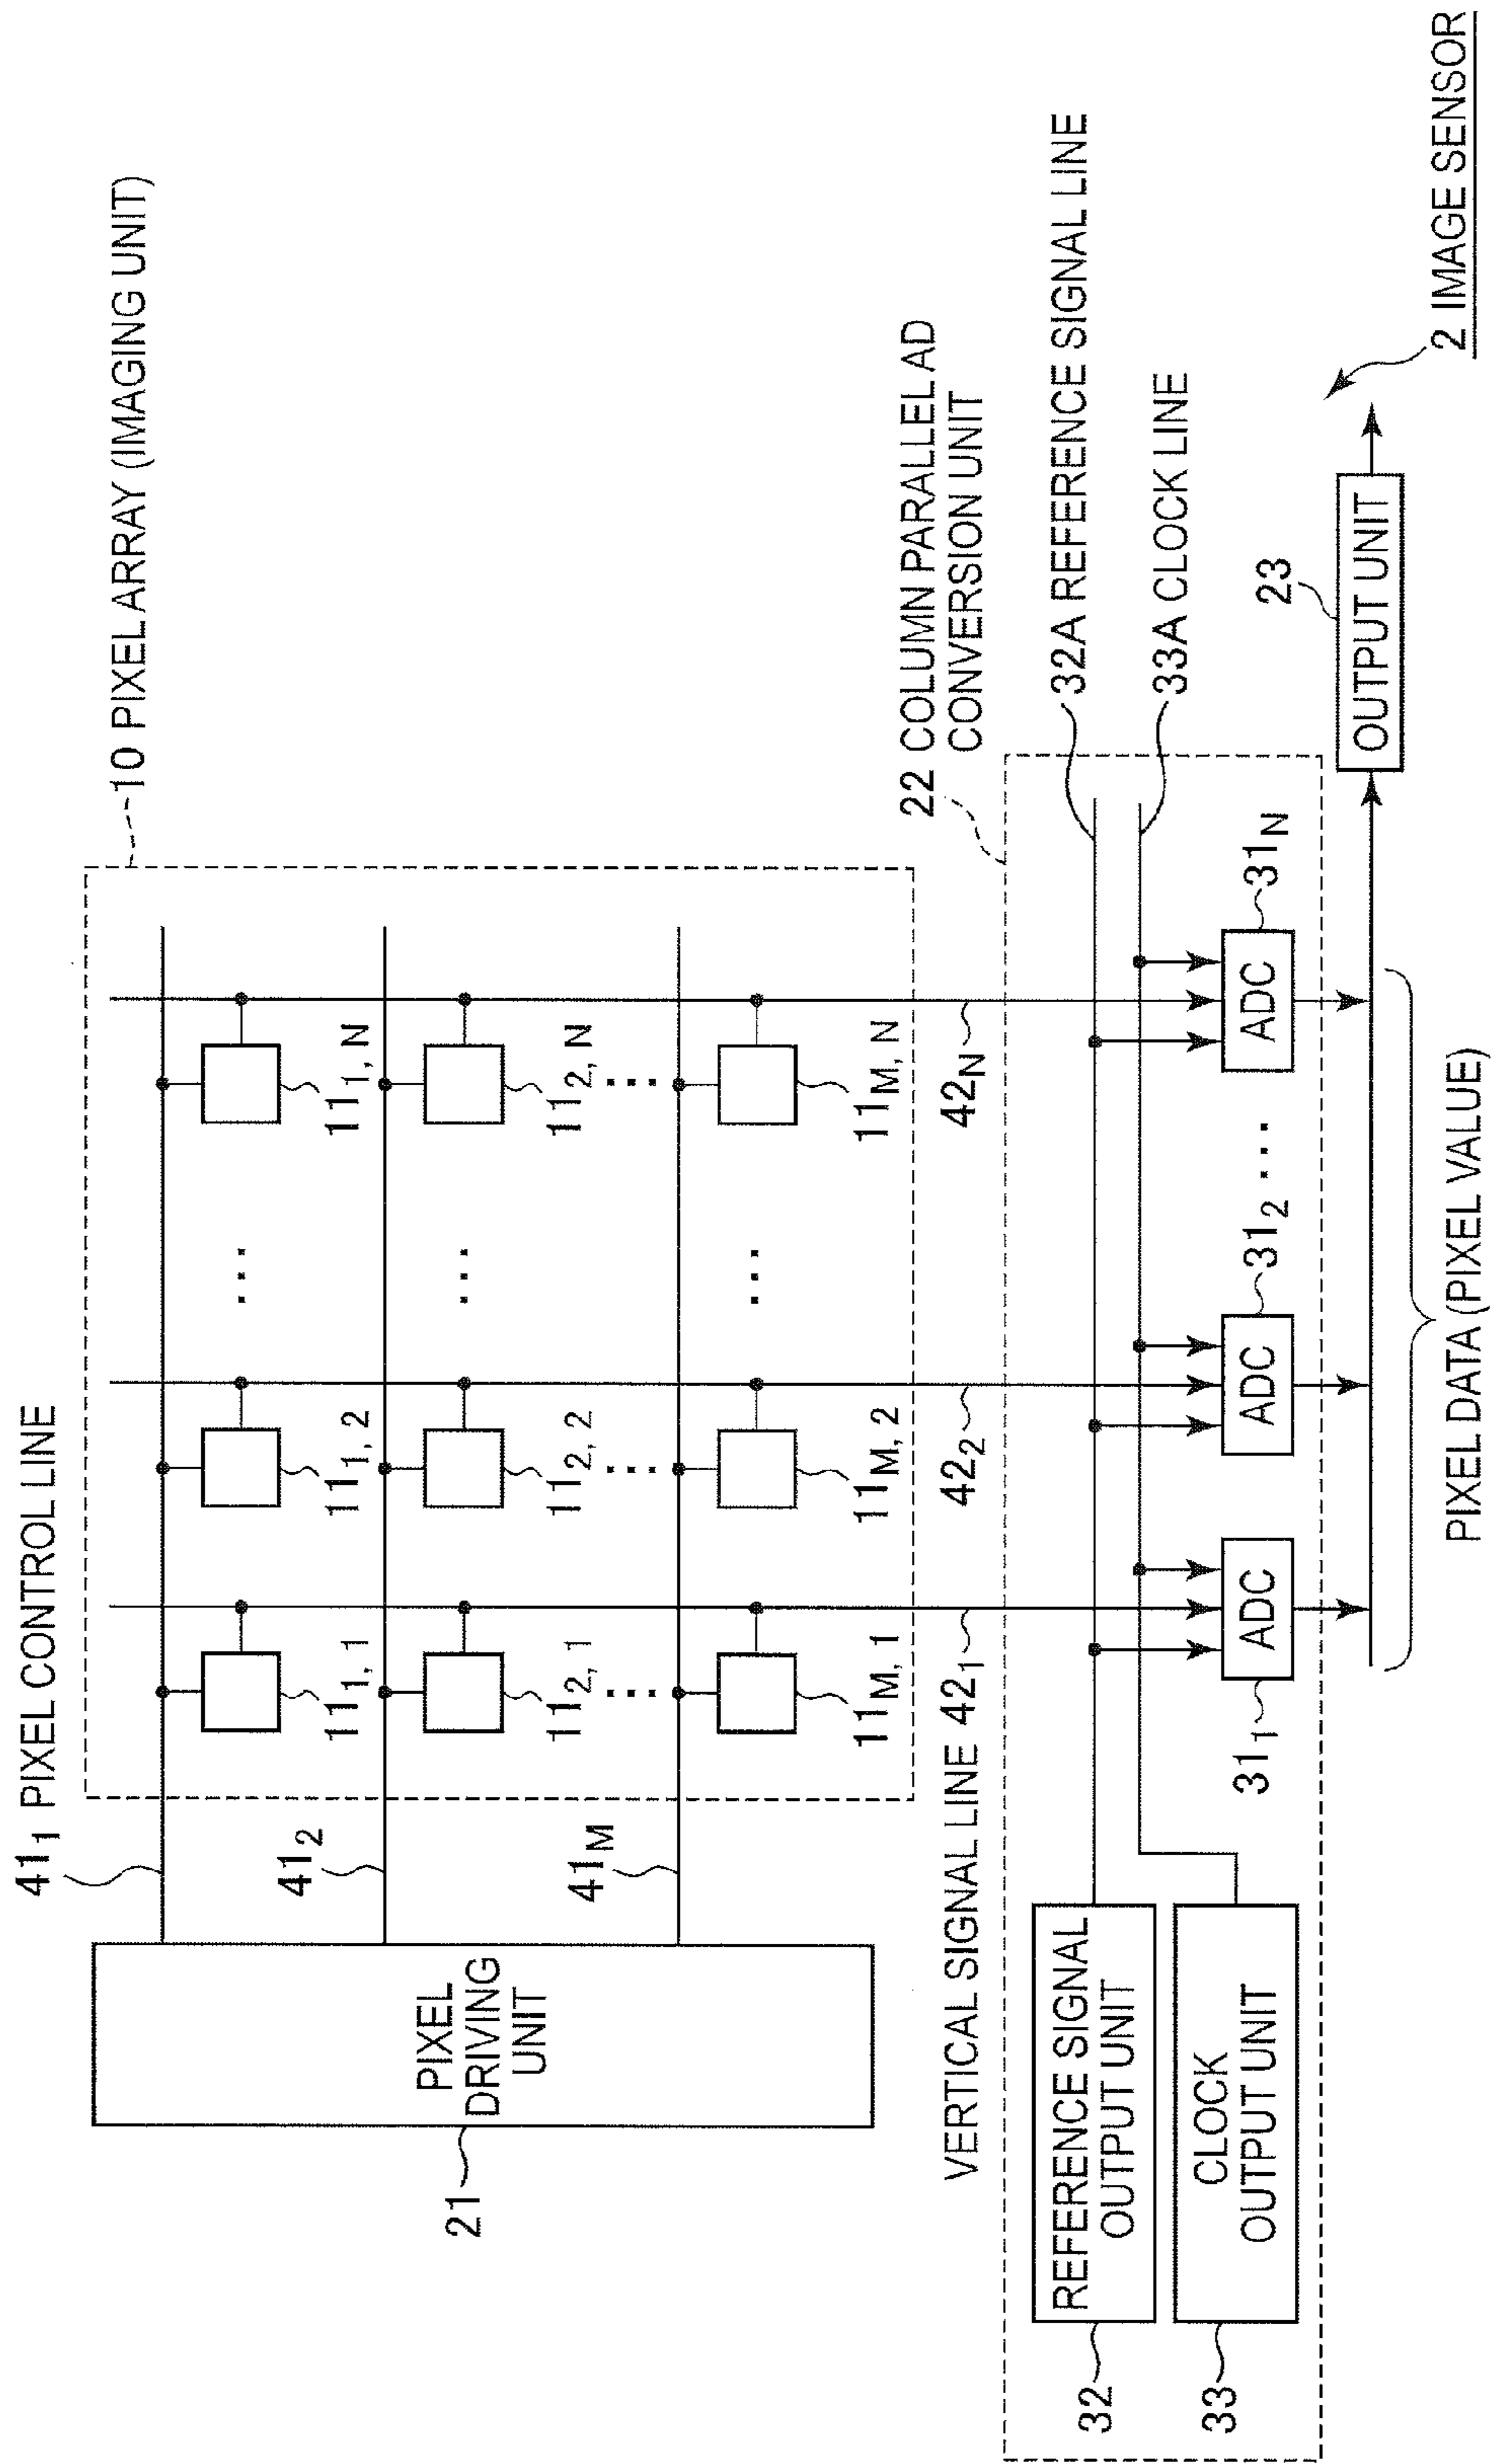 41₁ PIXEL CONTROL LINE
10 PIXEL ARRAY (IMAGING UNIT)
41₂
41M
PIXEL
DRIVING
UNIT
21
11₁, ₁
11₁, ₂
11₁, N
11₂, ₁
11₂, ₂
11₂, N
11M, ₁
11M, ₂
11M, N
VERTICAL SIGNAL LINE 42₁
42₂
42N
22 COLUMN PARALLEL AD
CONVERSION UNIT
32A REFERENCE SIGNAL LINE
33A CLOCK LINE
REFERENCE SIGNAL
OUTPUT UNIT
32
CLOCK
OUTPUT UNIT
33
ADC
31₁
ADC
31₂
ADC
31N
23
OUTPUT UNIT
PIXEL DATA (PIXEL VALUE)
2 IMAGE SENSOR